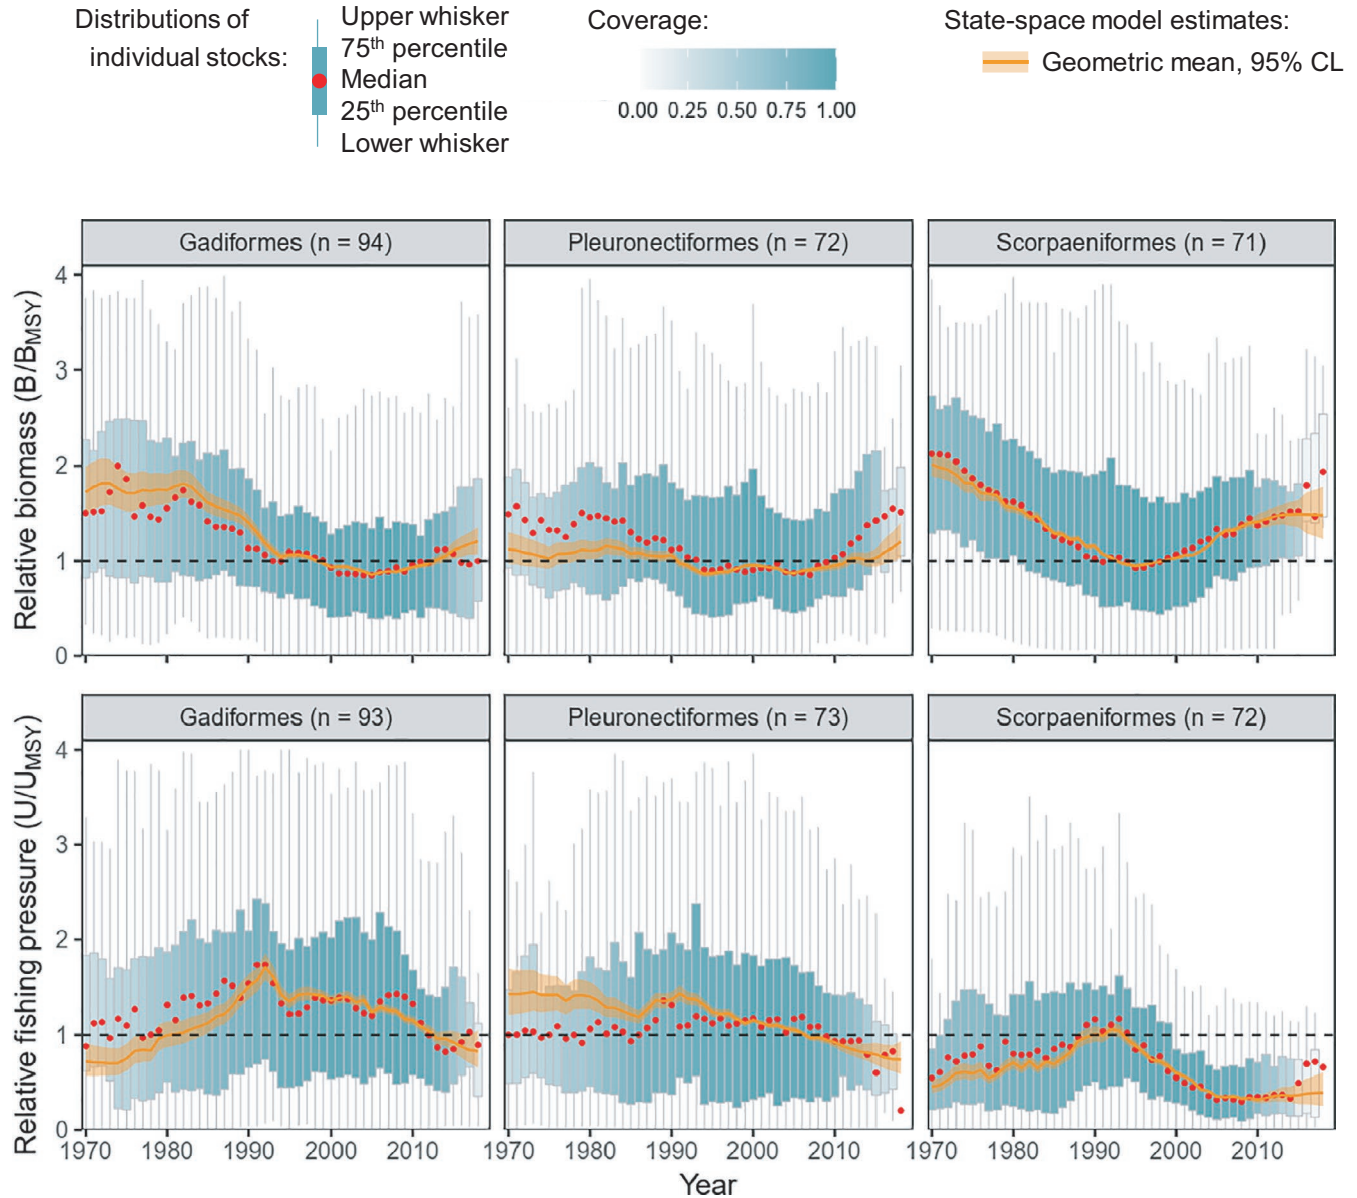 Distributions of
individual stocks:
Upper whisker
75th percentile
Median
25th percentile
Lower whisker
Coverage:
0.00 0.25 0.50 0.75 1.00
State-space model estimates:
Geometric mean, 95% CL
Gadiformes (n = 94)
Pleuronectiformes (n = 72)
Scorpaeniformes (n = 71)
Relative biomass (B/BMSY)
4
3
2
1
0
Gadiformes (n = 93)
Pleuronectiformes (n = 73)
Scorpaeniformes (n = 72)
Relative fishing pressure (U/UMSY)
4
3
2
1
0
1970 1980 1990 2000 2010
1970 1980 1990 2000 2010
1970 1980 1990 2000 2010
Year